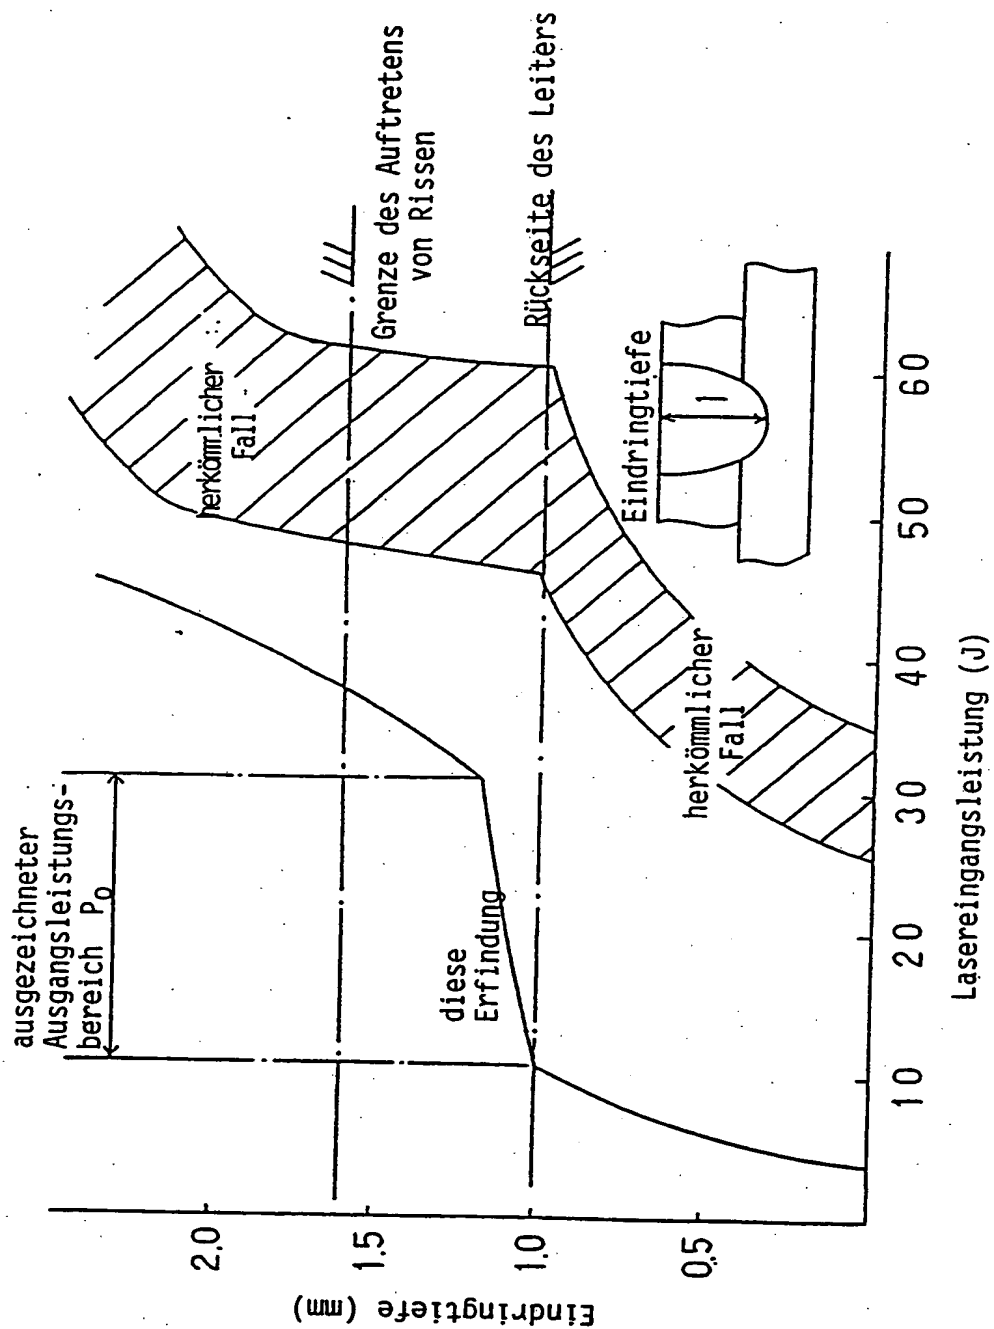 ausgezeichneter
Ausgangsleistungs-
bereich P0
Grenze des Auftretens
von Rissen
herkömmlicher
Fall
Rückseite des Leiters
diese
Erfindung
Eindringtiefe
1
herkömmlicher
Fall
2.0
1.5
1.0
0.5
Eindringtiefe (mm)
10 20 30 40 50 60
Lasereingangsleistung (J)